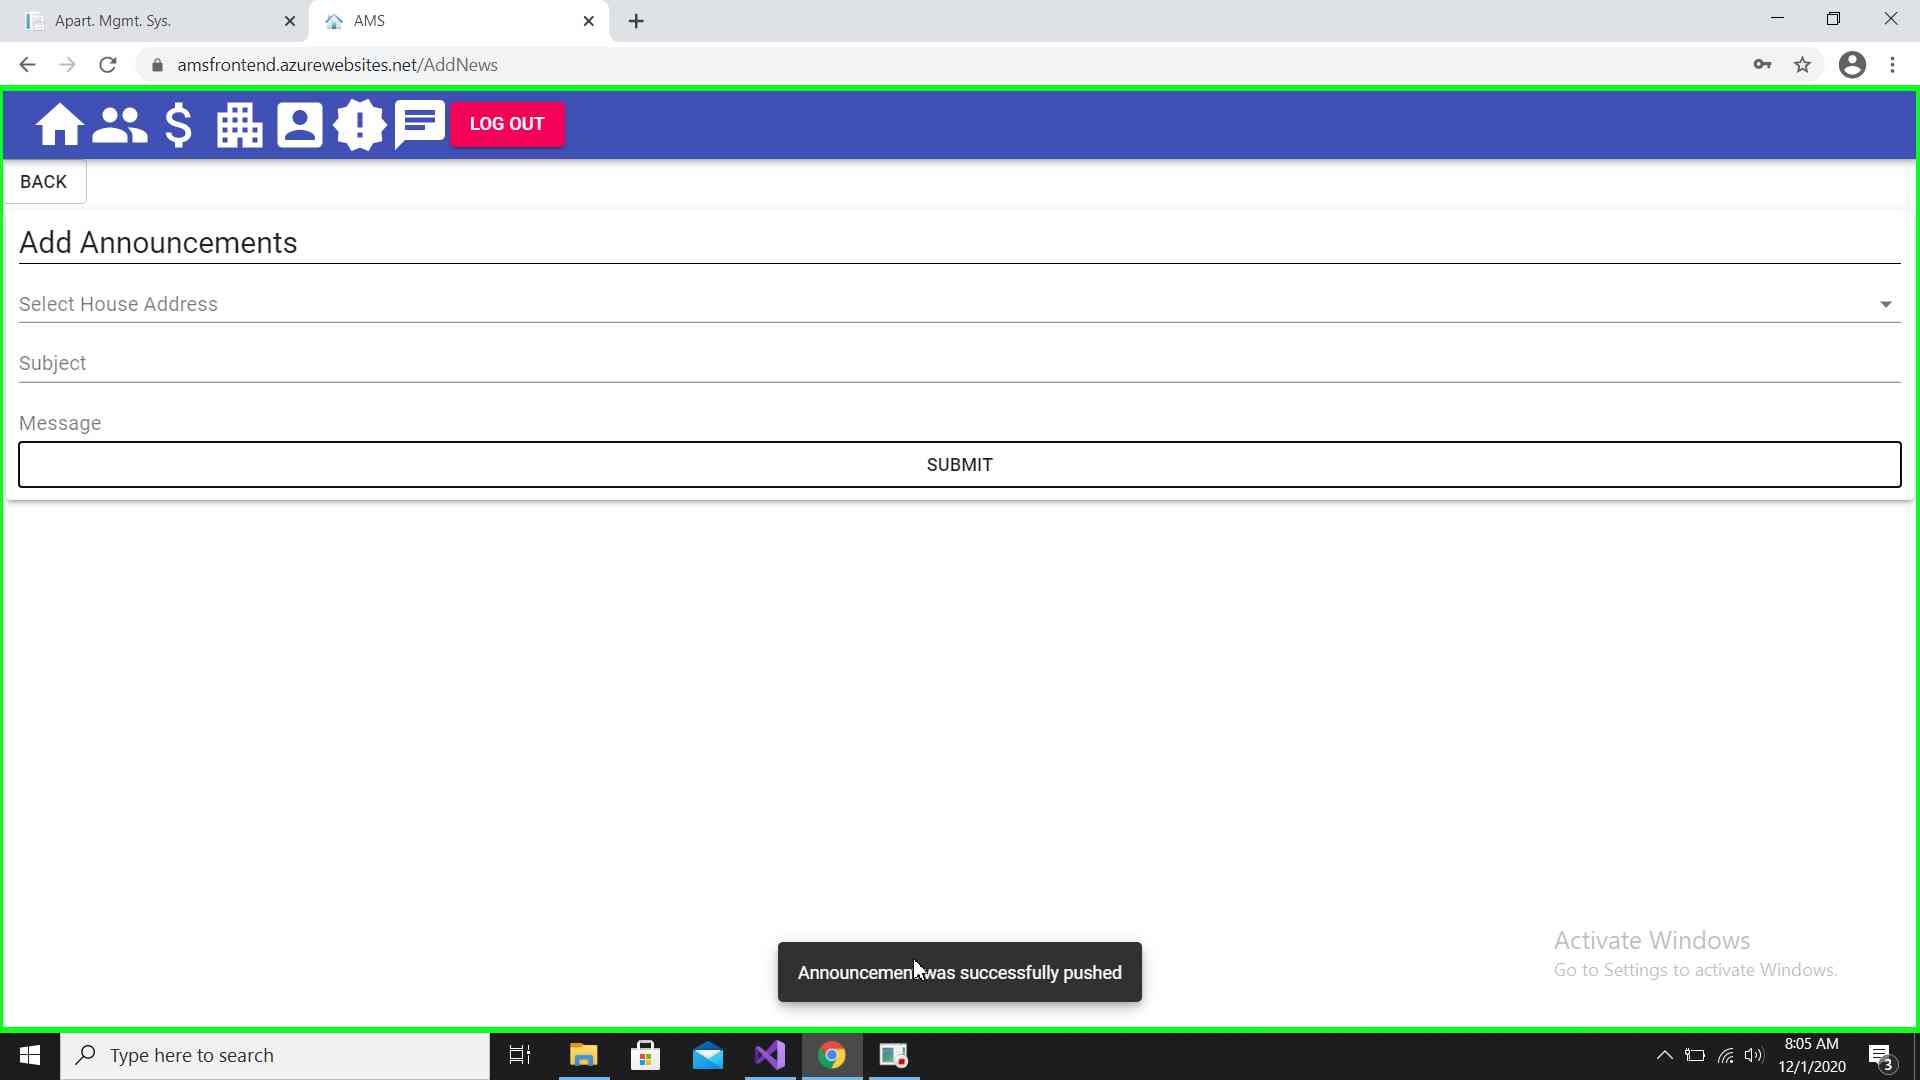 Apart. Mgmt. Sys.
AMS
amsfrontend.azurewebsites.net/AddNews
LOG OUT
BACK
Add Announcements
Select House Address
Subject
Message
SUBMIT
Announcement was successfully pushed
Activate Windows
Go to Settings to activate Windows.
Type here to search
8:05 AM
12/1/2020
3